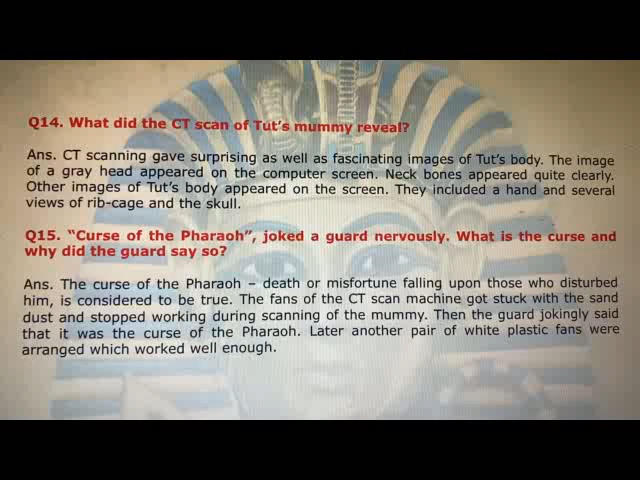 Q14. What did the CT scan of Tut's mummy reveal?
Ans. CT scanning gave surprising as well as fascinating images of Tut's body. The image
of a gray head appeared on the computer screen. Neck bones appeared quite clearly.
Other images of Tut's body appeared on the screen. They included a hand and several
views of rib-cage and the skull.
Q15. "Curse of the Pharaoh", joked a guard nervously. What is the curse and
why did the guard say so?
Ans. The curse of the Pharaoh – death or misfortune falling upon those who disturbed
him, is considered to be true. The fans of the CT scan machine got stuck with the sand
dust and stopped working during scanning of the mummy. Then the guard jokingly said
that it was the curse of the Pharaoh. Later another pair of white plastic fans were
arranged which worked well enough.